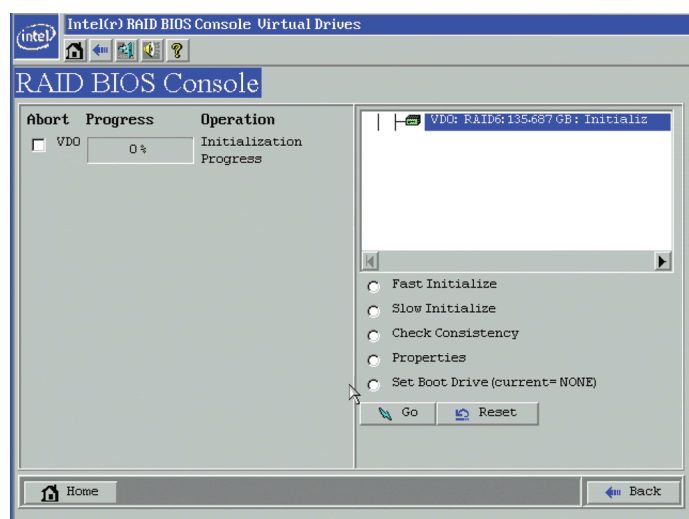 Intel(r) RAID BIOS Console Virtual Drives
intel
RAID BIOS Console
Abort Progress Operation
VD0 0% Initialization
Progress
VD0: RAID6:135.687 GB: Initializ
Fast Initialize
Slow Initialize
Check Consistency
Properties
Set Boot Drive (current= NONE)
Go Reset
Home Back